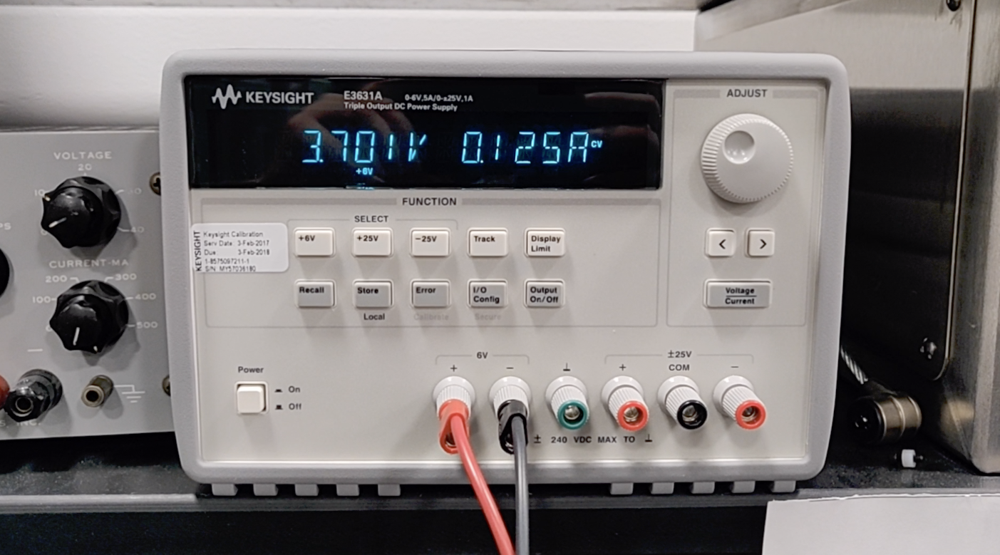 KEYSIGHT
E3631A 0-6V,5A/0-±25V,1A
Triple Output DC Power Supply
3.701V 0.125A CV
+6V
ADJUST
FUNCTION
SELECT
+6V +25V -25V Track Display Limit
Recall Store Error I/O Config Output On/Off
Local Calibrate Secure
< >
Voltage
Current
KEYSIGHT
Keysight Calibration
Serv Date: 3-Feb-2017
Due: 3-Feb-2018
1-8575097211-1
S/N: MY57036180
Power
On
Off
6V ±25V
+ − ⊥ + COM −
± 240 VDC MAX TO ⊥
VOLTAGE
20
10
40
CURRENT-MA
200 300
100 400
0 500
INC.